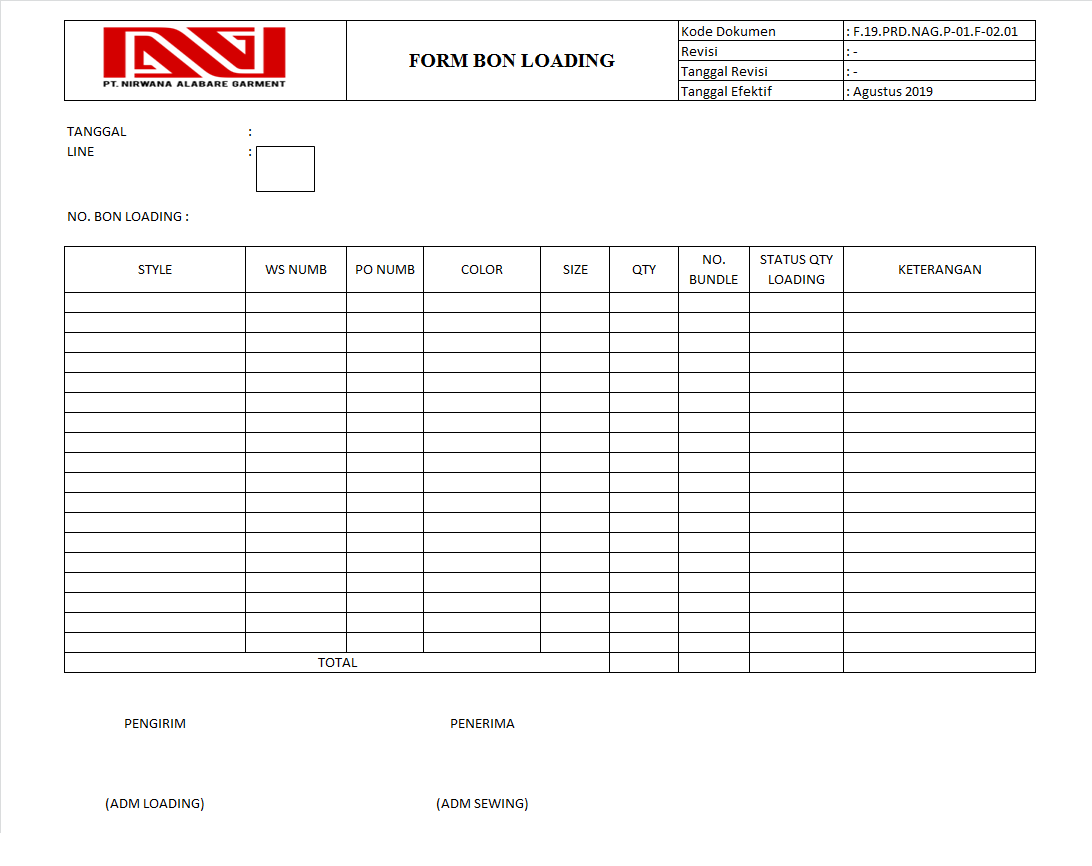 PT. NIRWANA ALABARE GARMENT
FORM BON LOADING
Kode Dokumen : F.19.PRD.NAG.P-01.F-02.01
Revisi : -
Tanggal Revisi : -
Tanggal Efektif : Agustus 2019
TANGGAL :
LINE :
NO. BON LOADING :
STYLE WS NUMB PO NUMB COLOR SIZE QTY NO. BUNDLE STATUS QTY LOADING KETERANGAN
TOTAL
PENGIRIM PENERIMA
(ADM LOADING) (ADM SEWING)